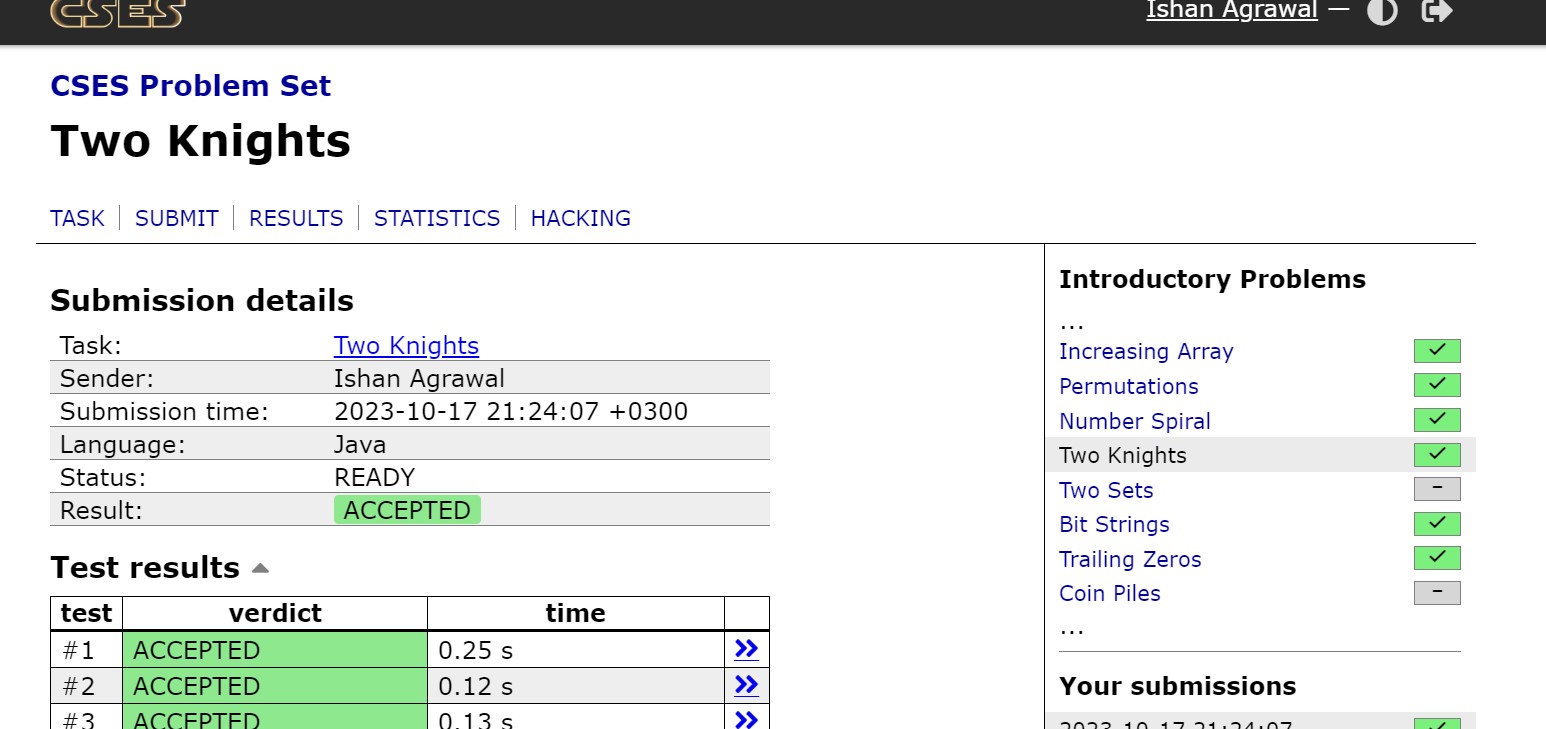 CSES
Ishan Agrawal —
CSES Problem Set
Two Knights
TASK | SUBMIT | RESULTS | STATISTICS | HACKING
Submission details
Task: Two Knights
Sender: Ishan Agrawal
Submission time: 2023-10-17 21:24:07 +0300
Language: Java
Status: READY
Result: ACCEPTED
Test results
test verdict time
#1 ACCEPTED 0.25 s »
#2 ACCEPTED 0.12 s »
#3 ACCEPTED 0.13 s »
Introductory Problems
...
Increasing Array ✓
Permutations ✓
Number Spiral ✓
Two Knights ✓
Two Sets –
Bit Strings ✓
Trailing Zeros ✓
Coin Piles –
...
Your submissions
2023-10-17 21:24:07 ✓